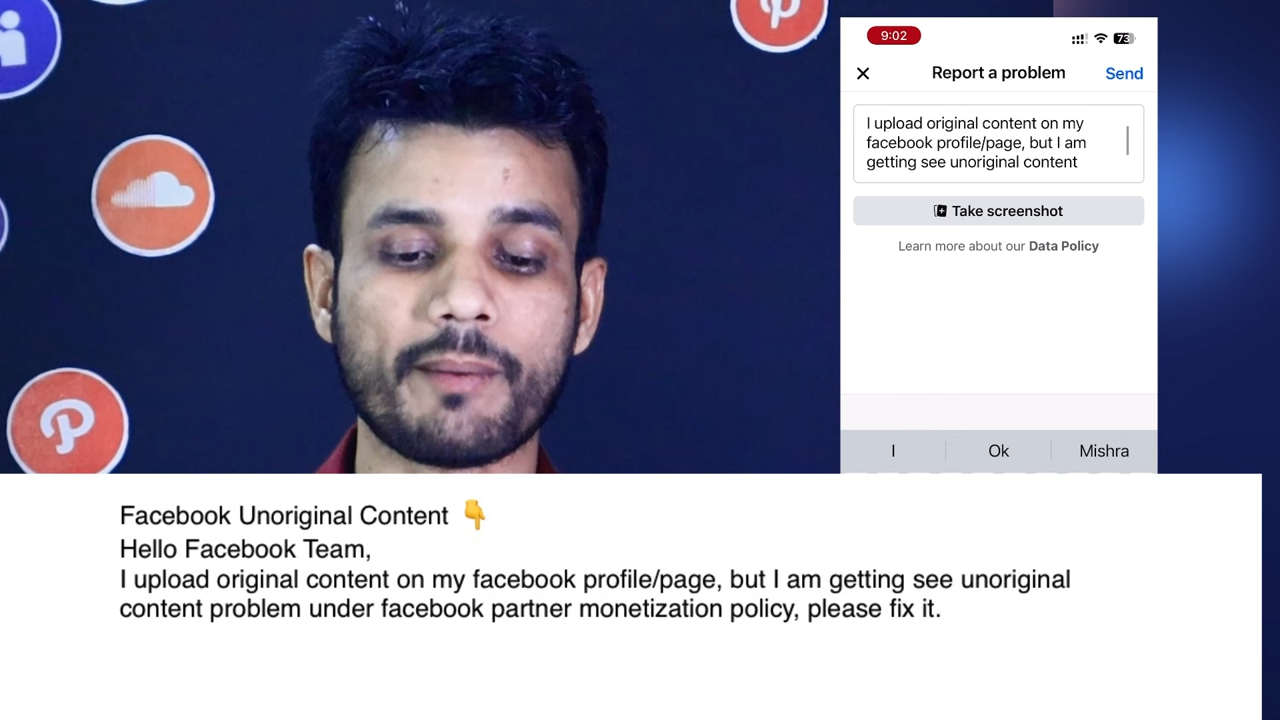 9:02
73
Report a problem
Send
I upload original content on my
facebook profile/page, but I am
getting see unoriginal content
Take screenshot
Learn more about our Data Policy
I
Ok
Mishra
Facebook Unoriginal Content 👇
Hello Facebook Team,
I upload original content on my facebook profile/page, but I am getting see unoriginal
content problem under facebook partner monetization policy, please fix it.